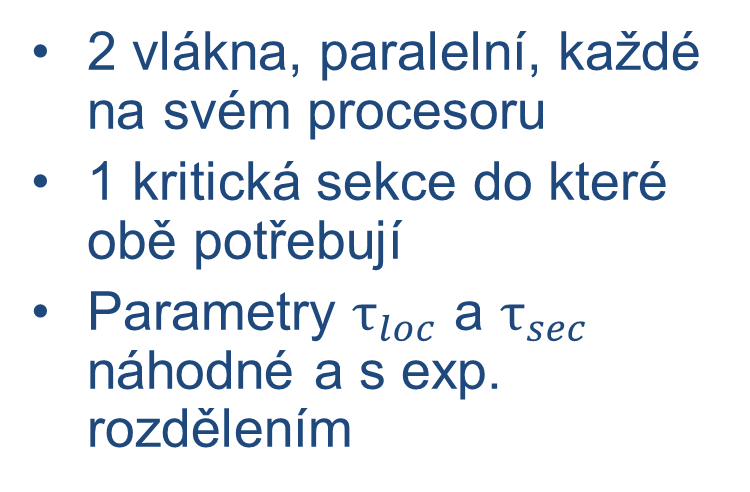 • 2 vlákna, paralelní, každé
na svém procesoru
• 1 kritická sekce do které
obě potřebují
• Parametry τ_loc a τ_sec
náhodné a s exp.
rozdělením